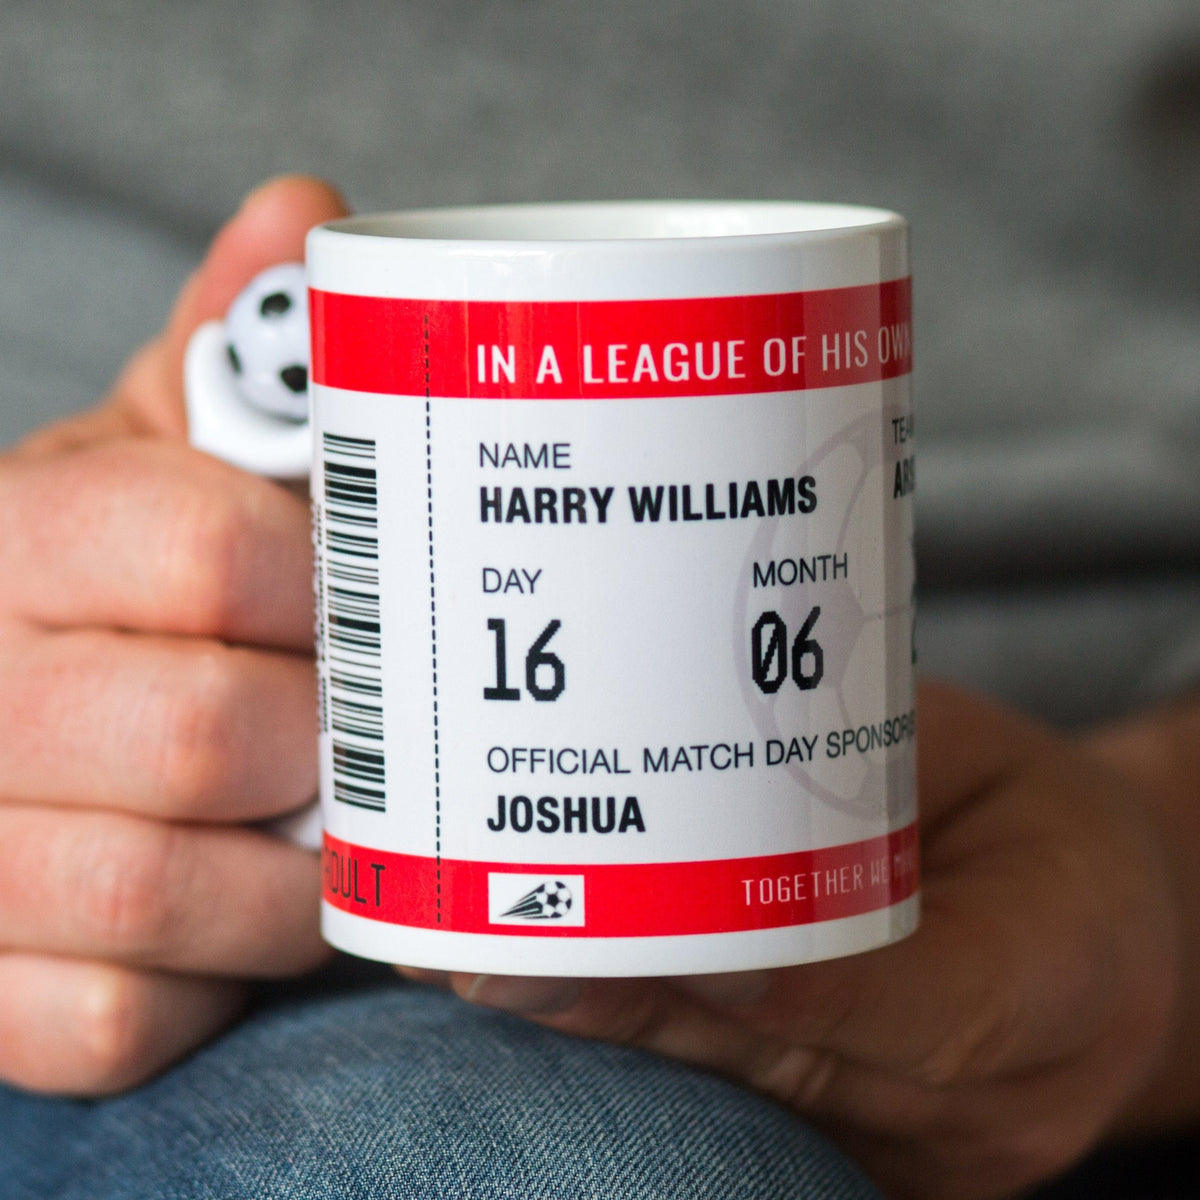 IN A LEAGUE OF HIS OWN
NAME
HARRY WILLIAMS
DAY
MONTH
16
06
OFFICIAL MATCH DAY SPONSOR
JOSHUA
TOGETHER WE